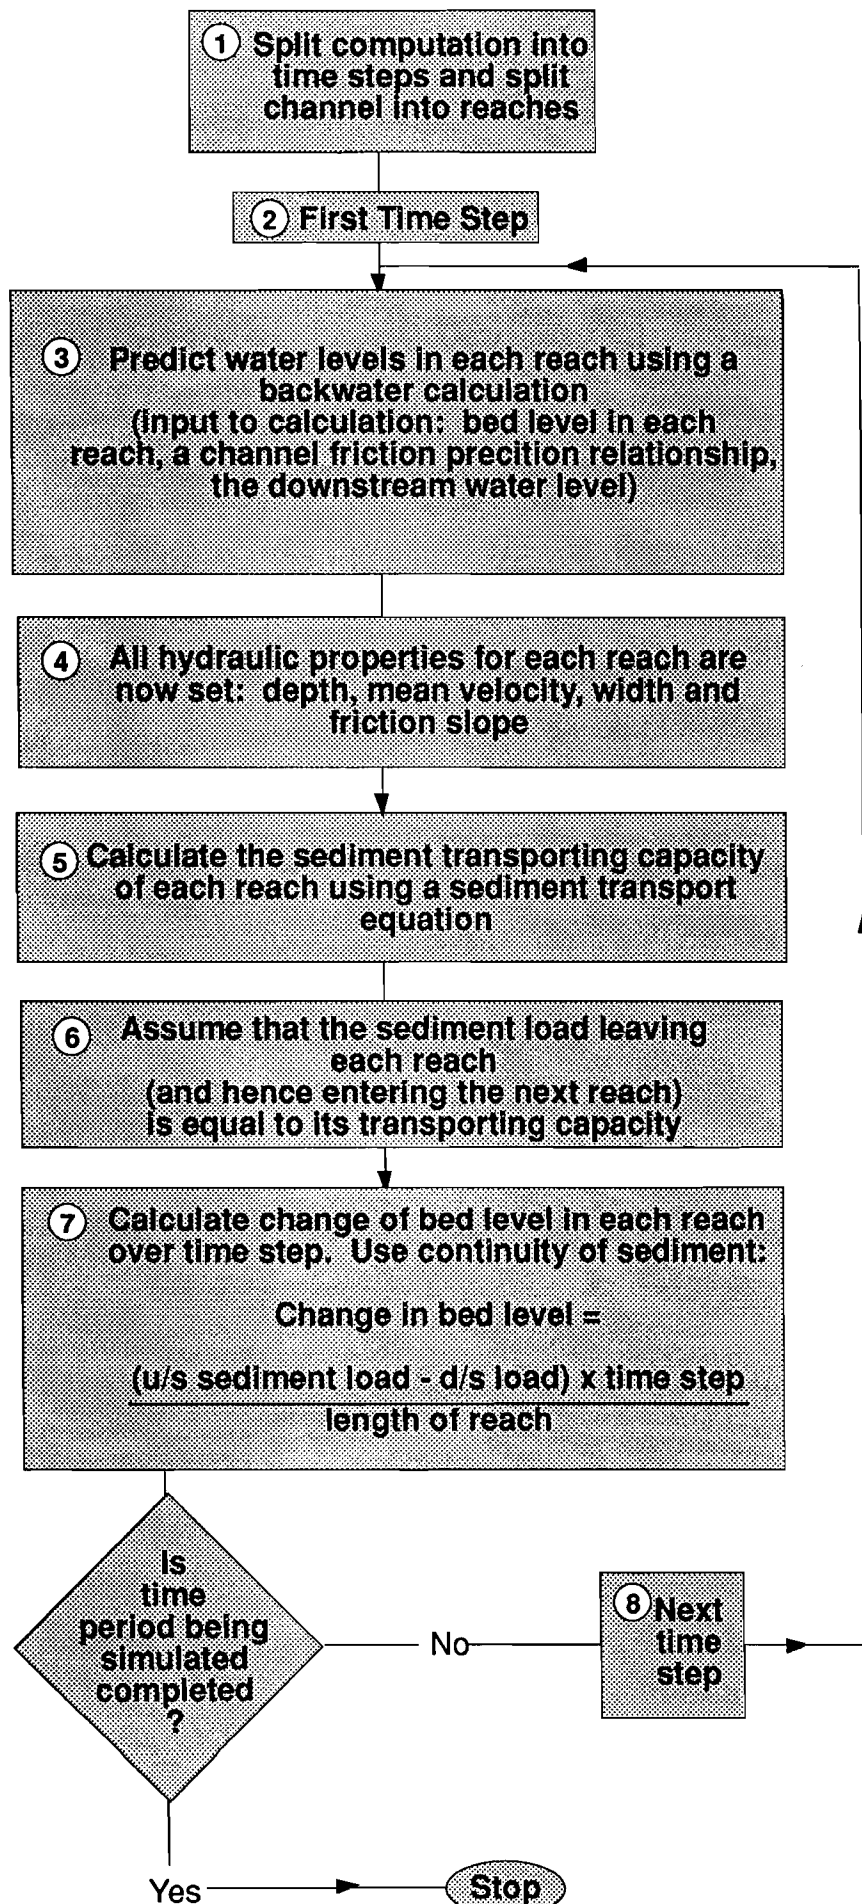 1 Split computation into
time steps and split
channel into reaches
2 First Time Step
3 Predict water levels in each reach using a
backwater calculation
(input to calculation: bed level in each
reach, a channel friction precition relationship,
the downstream water level)
4 All hydraulic properties for each reach are
now set: depth, mean velocity, width and
friction slope
5 Calculate the sediment transporting capacity
of each reach using a sediment transport
equation
6 Assume that the sediment load leaving
each reach
(and hence entering the next reach)
is equal to its transporting capacity
7 Calculate change of bed level in each reach
over time step. Use continuity of sediment:
Change in bed level =
(u/s sediment load - d/s load) x time step
length of reach
Is
time
period being
simulated
completed
?
No
8 Next
time
step
Yes
Stop